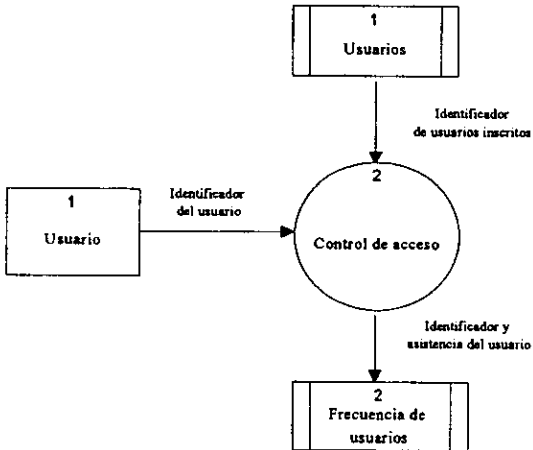 1
Usuarios
Identificador
de usuarios inscritos
1
Usuario
Identificador
del usuario
2
Control de acceso
Identificador y
asistencia del usuario
2
Frecuencia de
usuarios